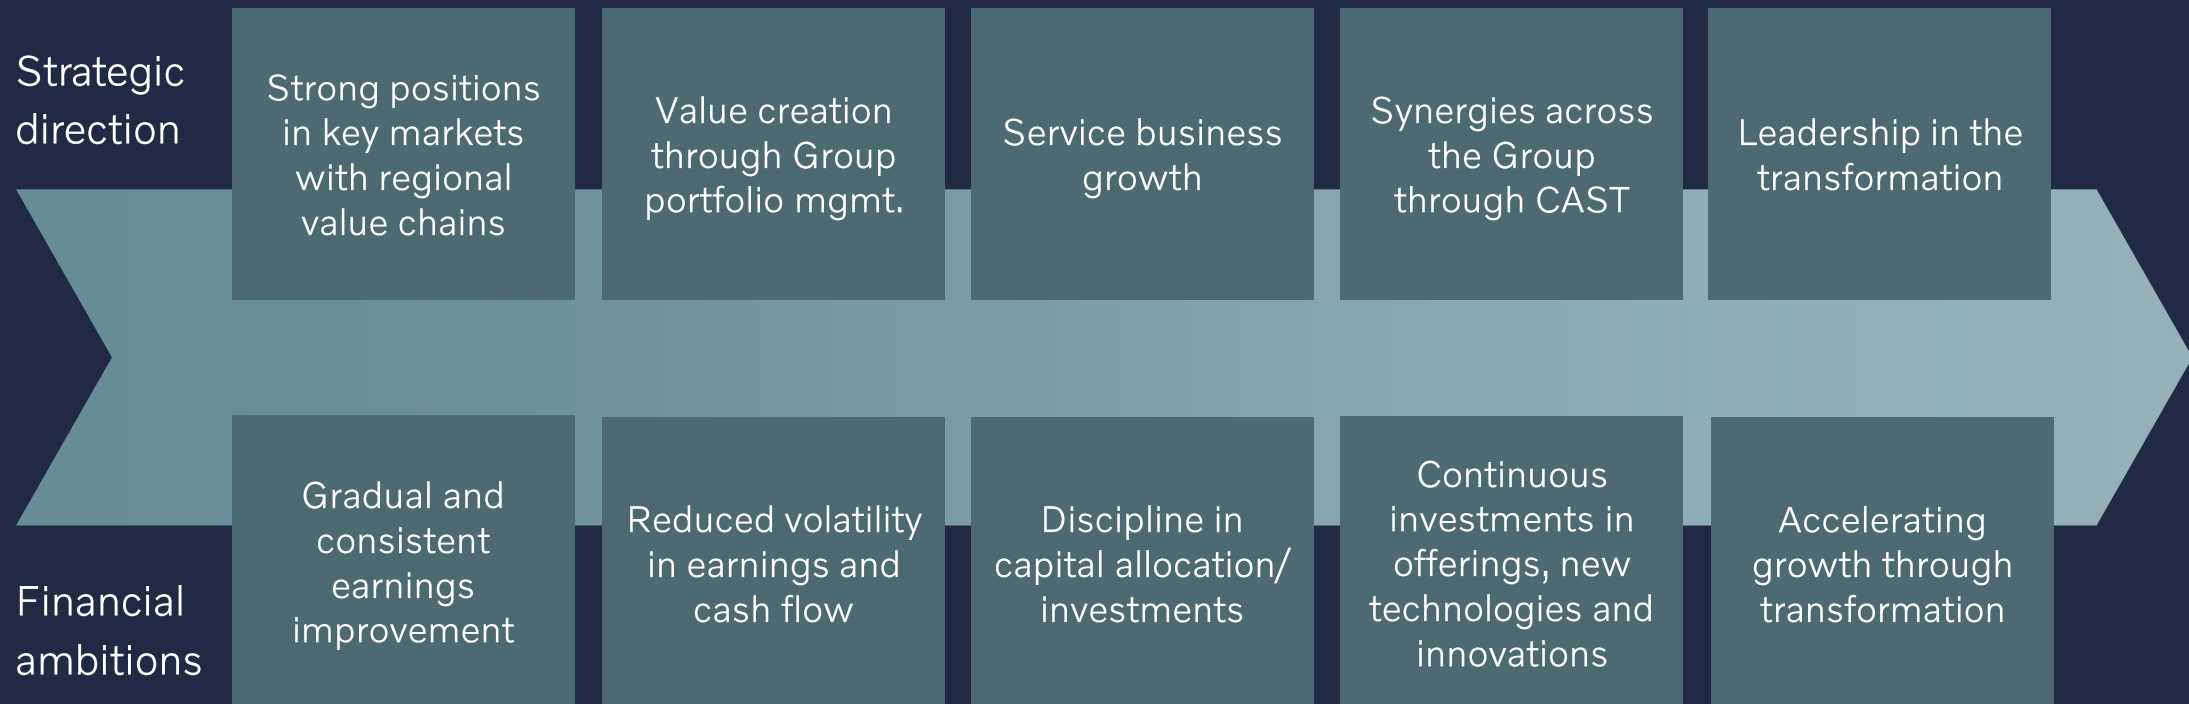 Strategic
direction
Strong positions
in key markets
with regional
value chains
Value creation
through Group
portfolio mgmt.
Service business
growth
Synergies across
the Group
through CAST
Leadership in the
transformation
Financial
ambitions
Gradual and
consistent
earnings
improvement
Reduced volatility
in earnings and
cash flow
Discipline in
capital allocation/
investments
Continuous
investments in
offerings, new
technologies and
innovations
Accelerating
growth through
transformation